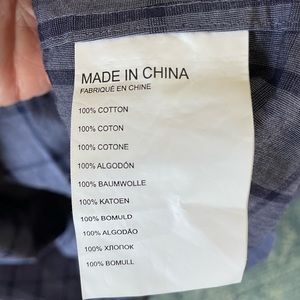 MADE IN CHINA
FABRIQUÉ EN CHINE
100% COTTON
100% COTON
100% COTONE
100% ALGODÓN
100% BAUMWOLLE
100% KATOEN
100% BOMULD
100% ALGODÃO
100% ХЛОПОК
100% BOMULL